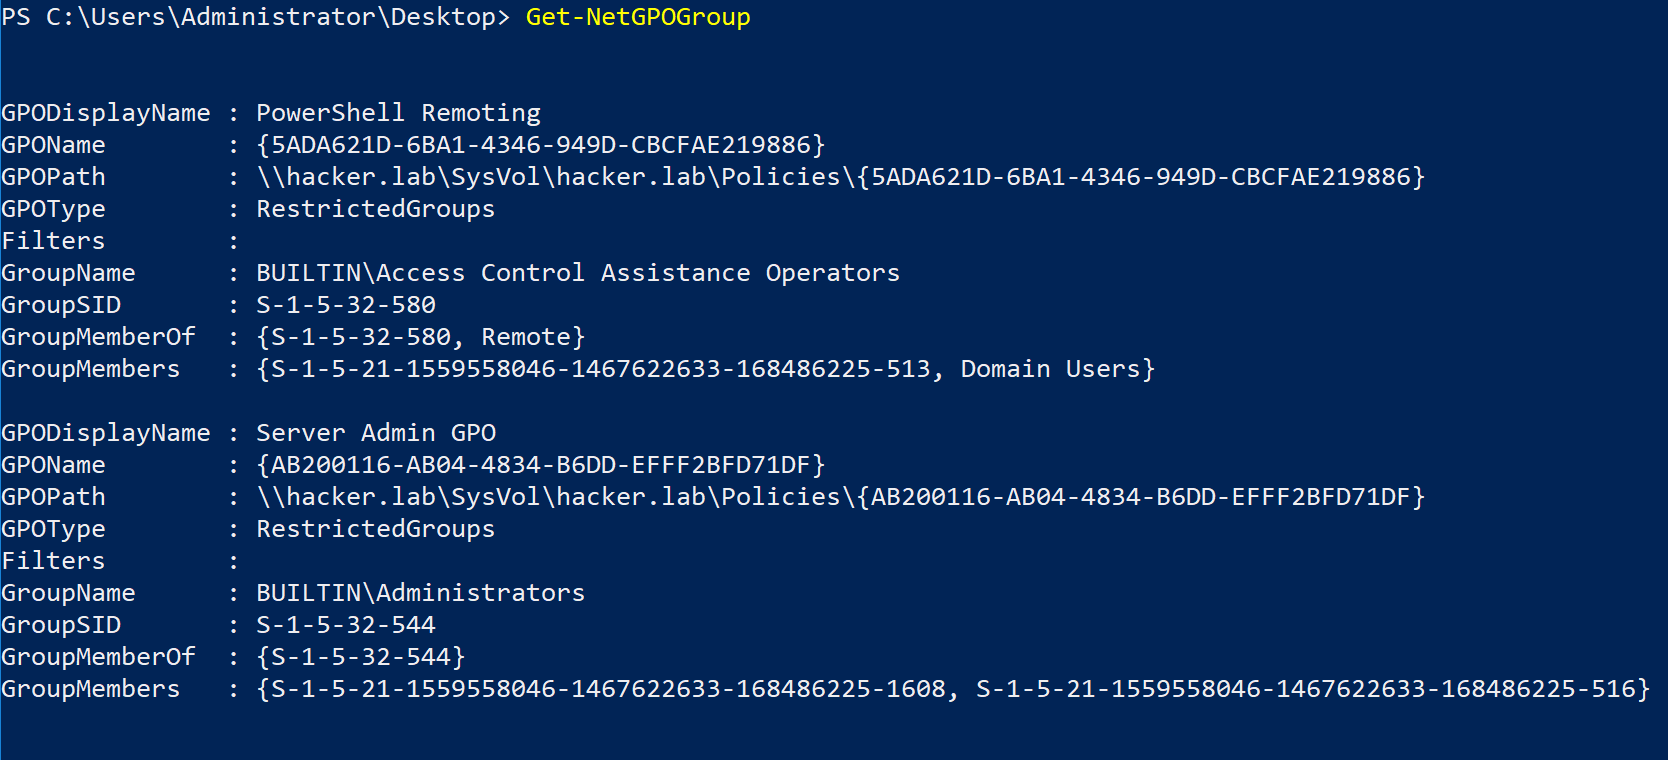 PS C:\Users\Administrator\Desktop> Get-NetGPOGroup
GPODisplayName : PowerShell Remoting
GPOName        : {5ADA621D-6BA1-4346-949D-CBCFAE219886}
GPOPath        : \\hacker.lab\SysVol\hacker.lab\Policies\{5ADA621D-6BA1-4346-949D-CBCFAE219886}
GPOType        : RestrictedGroups
Filters        :
GroupName      : BUILTIN\Access Control Assistance Operators
GroupSID       : S-1-5-32-580
GroupMemberOf  : {S-1-5-32-580, Remote}
GroupMembers   : {S-1-5-21-1559558046-1467622633-168486225-513, Domain Users}
GPODisplayName : Server Admin GPO
GPOName        : {AB200116-AB04-4834-B6DD-EFFF2BFD71DF}
GPOPath        : \\hacker.lab\SysVol\hacker.lab\Policies\{AB200116-AB04-4834-B6DD-EFFF2BFD71DF}
GPOType        : RestrictedGroups
Filters        :
GroupName      : BUILTIN\Administrators
GroupSID       : S-1-5-32-544
GroupMemberOf  : {S-1-5-32-544}
GroupMembers   : {S-1-5-21-1559558046-1467622633-168486225-1608, S-1-5-21-1559558046-1467622633-168486225-516}